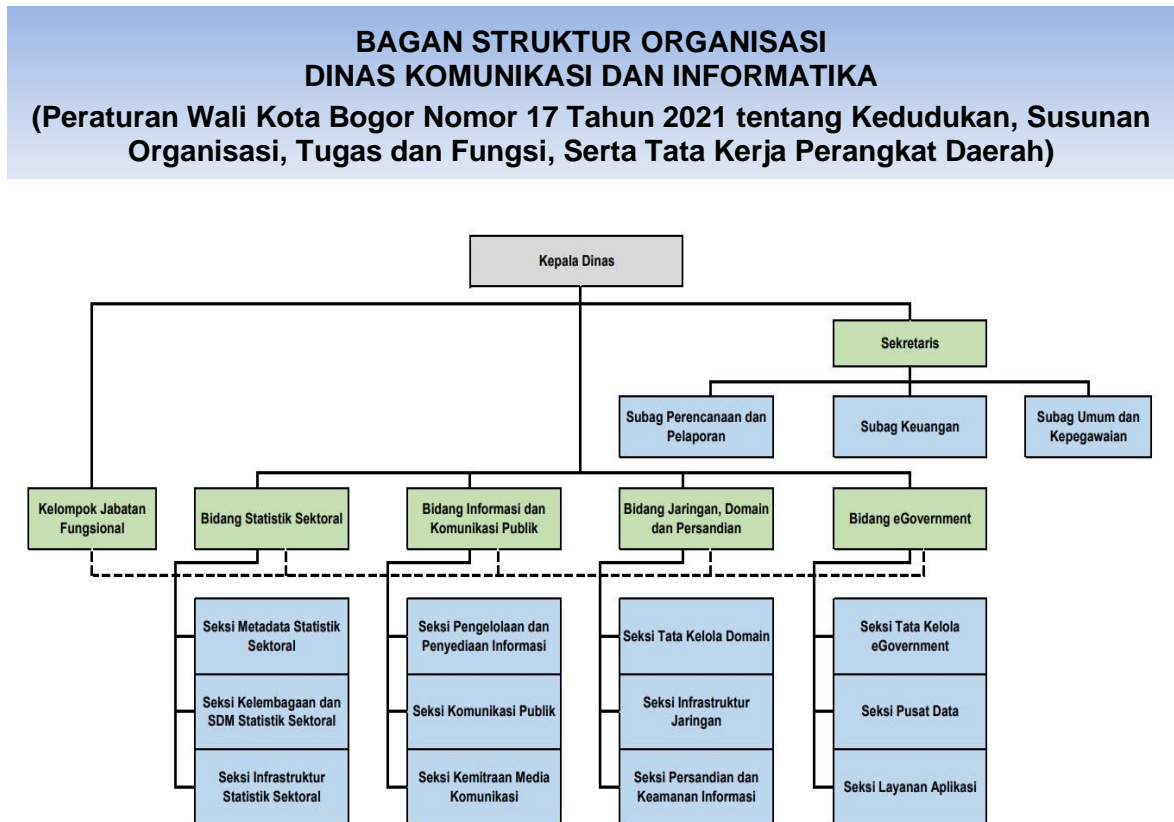 BAGAN STRUKTUR ORGANISASI
DINAS KOMUNIKASI DAN INFORMATIKA
(Peraturan Wali Kota Bogor Nomor 17 Tahun 2021 tentang Kedudukan, Susunan
Organisasi, Tugas dan Fungsi, Serta Tata Kerja Perangkat Daerah)
Kepala Dinas
Sekretaris
Subag Perencanaan dan
Pelaporan
Subag Keuangan
Subag Umum dan
Kepegawaian
Kelompok Jabatan
Fungsional
Bidang Statistik Sektoral
Bidang Informasi dan
Komunikasi Publik
Bidang Jaringan, Domain
dan Persandian
Bidang eGovernment
Seksi Metadata Statistik
Sektoral
Seksi Kelembagaan dan
SDM Statistik Sektoral
Seksi Infrastruktur
Statistik Sektoral
Seksi Pengelolaan dan
Penyediaan Informasi
Seksi Komunikasi Publik
Seksi Kemitraan Media
Komunikasi
Seksi Tata Kelola Domain
Seksi Infrastruktur
Jaringan
Seksi Persandian dan
Keamanan Informasi
Seksi Tata Kelola
eGovernment
Seksi Pusat Data
Seksi Layanan Aplikasi